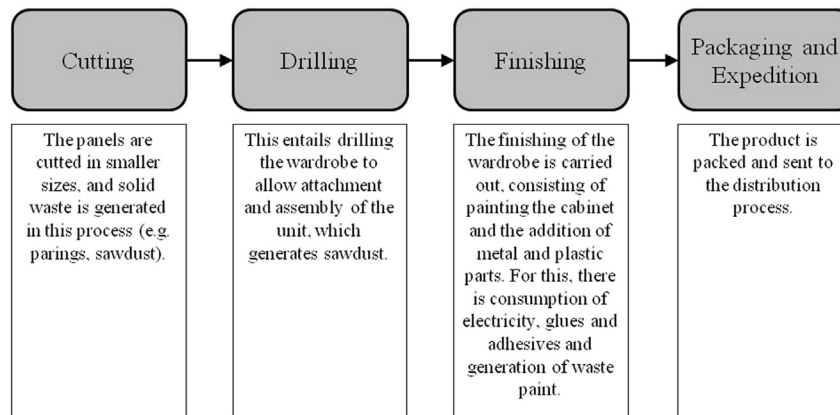 Cutting
Drilling
Finishing
Packaging and
Expedition
The panels are
cutted in smaller
sizes, and solid
waste is generated
in this process (e.g.
parings, sawdust).
This entails drilling
the wardrobe to
allow attachment
and assembly of the
unit, which
generates sawdust.
The finishing of the
wardrobe is carried
out, consisting of
painting the cabinet
and the addition of
metal and plastic
parts. For this, there
is consumption of
electricity, glues and
adhesives and
generation of waste
paint.
The product is
packed and sent to
the distribution
process.